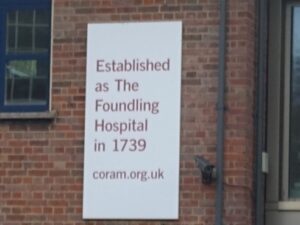 Established
as The
Foundling
Hospital
in 1739
coram.org.uk